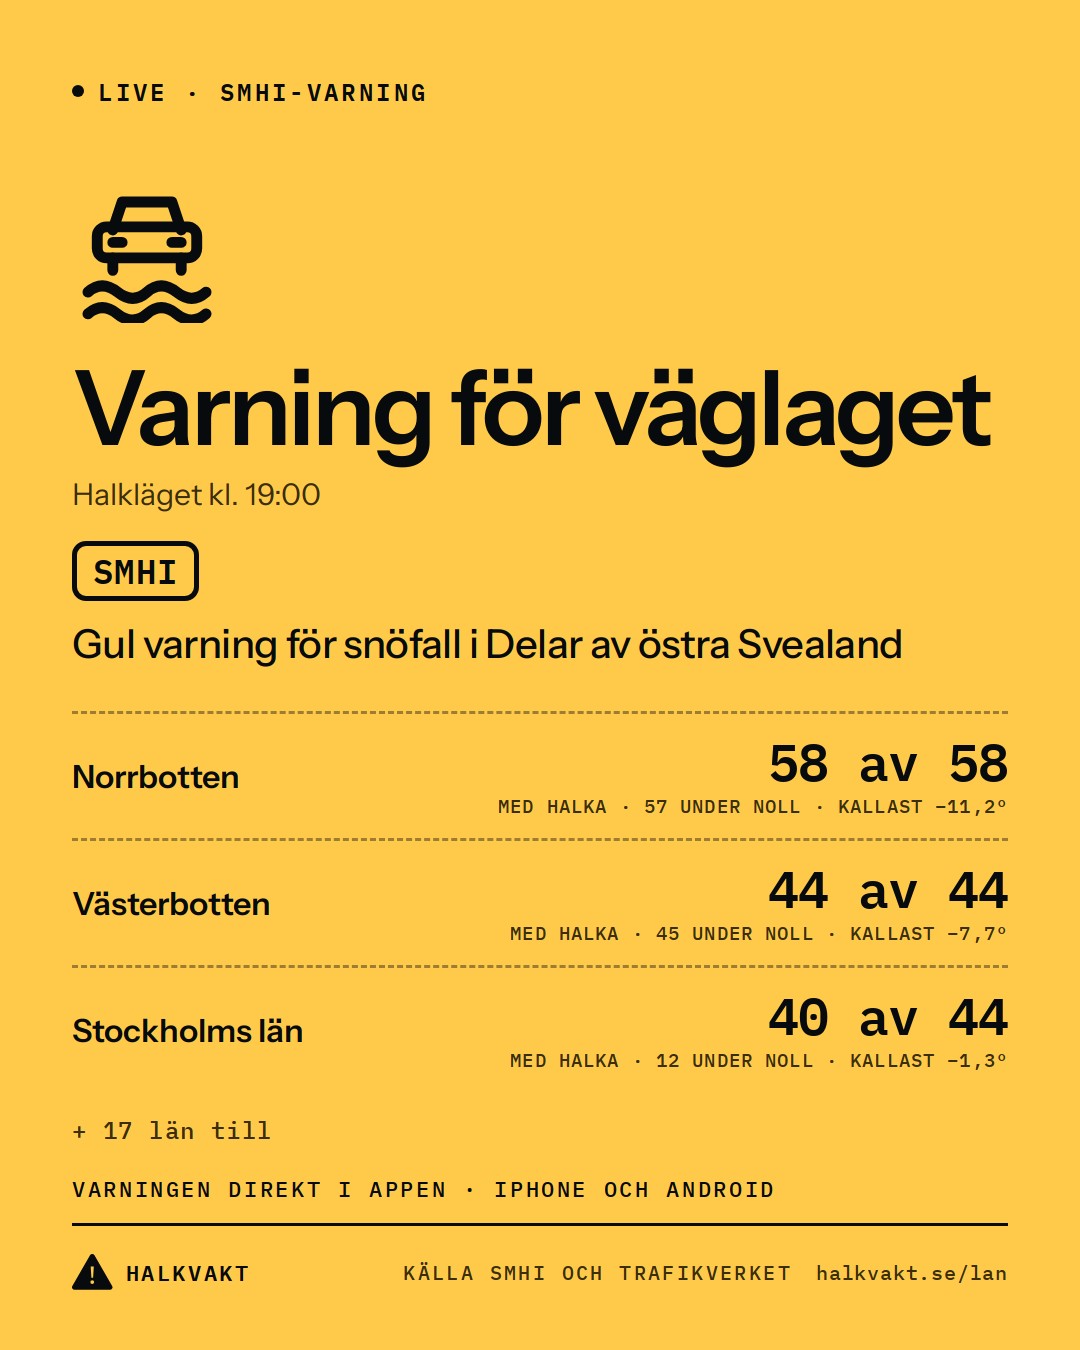 LIVE · SMHI-VARNING
Varning för väglaget
Halkläget kl. 19:00
SMHI
Gul varning för snöfall i Delar av östra Svealand
Norrbotten
58 av 58
MED HALKA · 57 UNDER NOLL · KALLAST −11,2°
Västerbotten
44 av 44
MED HALKA · 45 UNDER NOLL · KALLAST −7,7°
Stockholms län
40 av 44
MED HALKA · 12 UNDER NOLL · KALLAST −1,3°
+ 17 län till
VARNINGEN DIREKT I APPEN · IPHONE OCH ANDROID
HALKVAKT
KÄLLA SMHI OCH TRAFIKVERKET halkvakt.se/lan